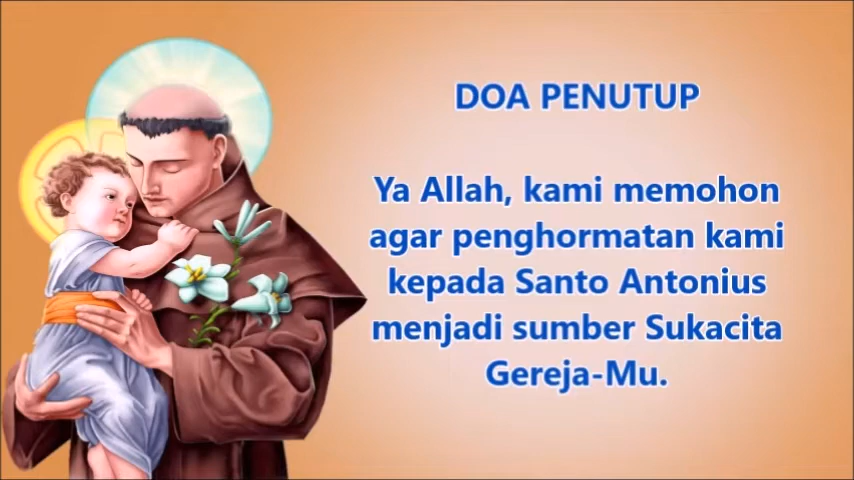 DOA PENUTUP
Ya Allah, kami memohon
agar penghormatan kami
kepada Santo Antonius
menjadi sumber Sukacita
Gereja-Mu.